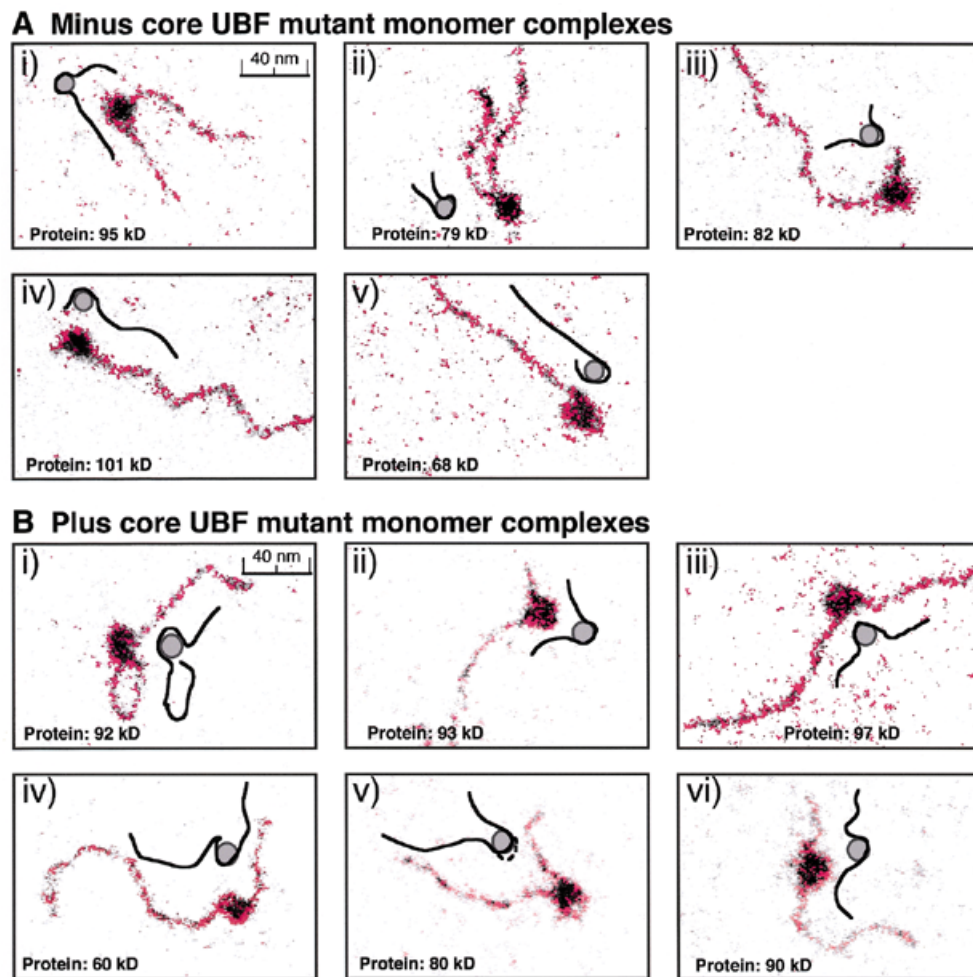 A Minus core UBF mutant monomer complexes
i)
40 nm
Protein: 95 kD
ii)
Protein: 79 kD
iii)
Protein: 82 kD
iv)
Protein: 101 kD
v)
Protein: 68 kD
B Plus core UBF mutant monomer complexes
i)
40 nm
Protein: 92 kD
ii)
Protein: 93 kD
iii)
Protein: 97 kD
iv)
Protein: 60 kD
v)
Protein: 80 kD
vi)
Protein: 90 kD